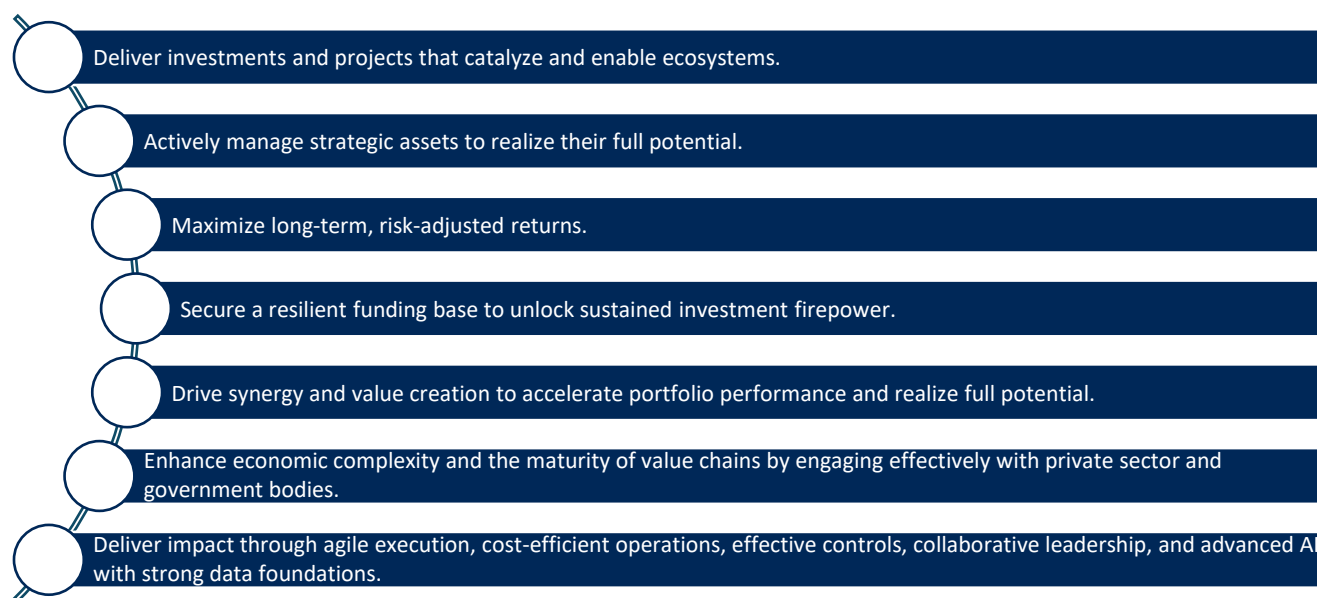 Deliver investments and projects that catalyze and enable ecosystems.
Actively manage strategic assets to realize their full potential.
Maximize long-term, risk-adjusted returns.
Secure a resilient funding base to unlock sustained investment firepower.
Drive synergy and value creation to accelerate portfolio performance and realize full potential.
Enhance economic complexity and the maturity of value chains by engaging effectively with private sector and
government bodies.
Deliver impact through agile execution, cost-efficient operations, effective controls, collaborative leadership, and advanced AI
with strong data foundations.